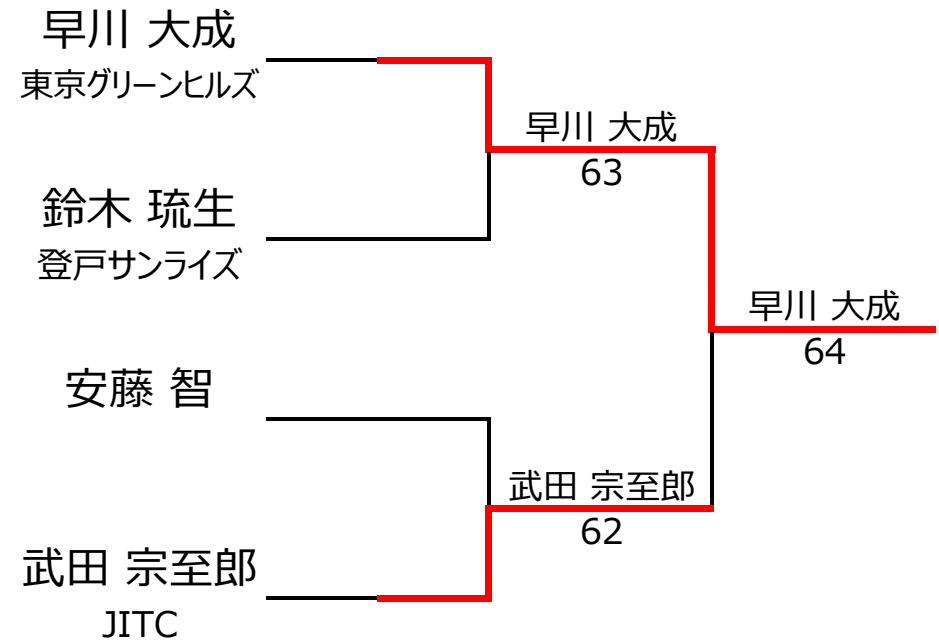 早川 大成
東京グリーンヒルズ
早川 大成
63
鈴木 琉生
登戸サンライズ
早川 大成
64
安藤 智
武田 宗至郎
62
武田 宗至郎
JITC